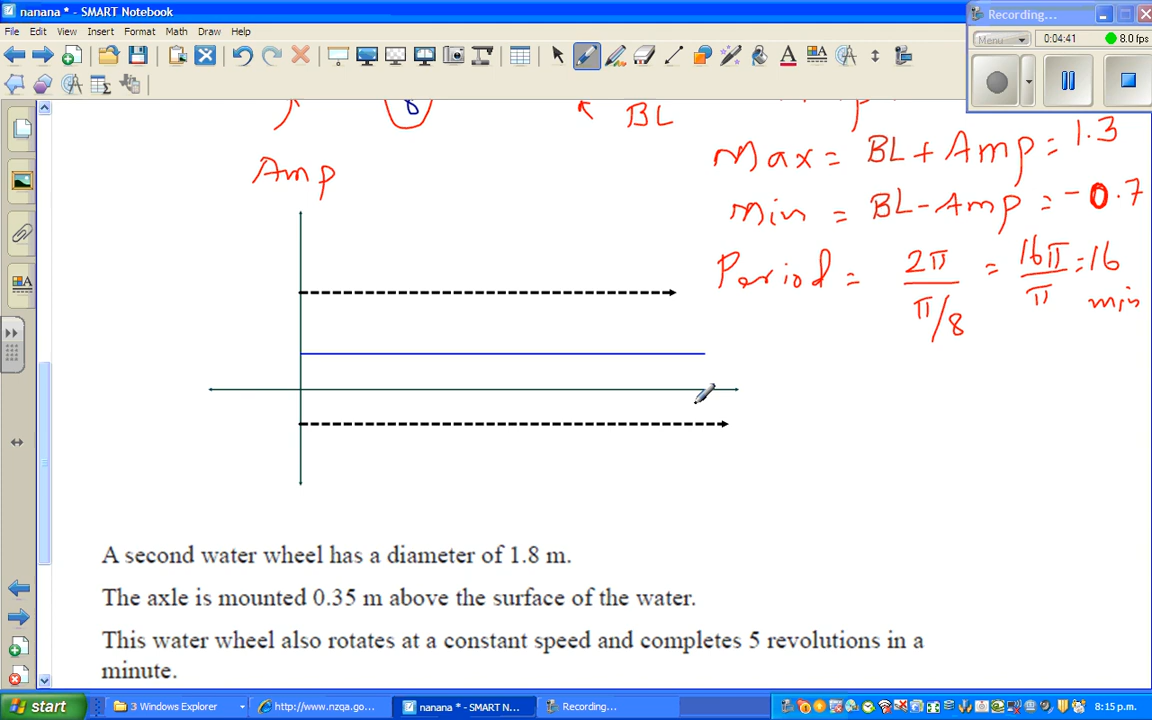 nanana * - SMART Notebook
Recording...
File Edit View Insert Format Math Draw Help
Menu 0:04:41 8.0 fps
8
BL
Amp
Max = BL + Amp = 1.3
Min = BL - Amp = -0.7
Period = 2π / π/8 = 16π / π = 16 min
A second water wheel has a diameter of 1.8 m.
The axle is mounted 0.35 m above the surface of the water.
This water wheel also rotates at a constant speed and completes 5 revolutions in a
minute.
start 3 Windows Explorer http://www.nzqa.go... nanana * - SMART N... Recording... 8:15 p.m.